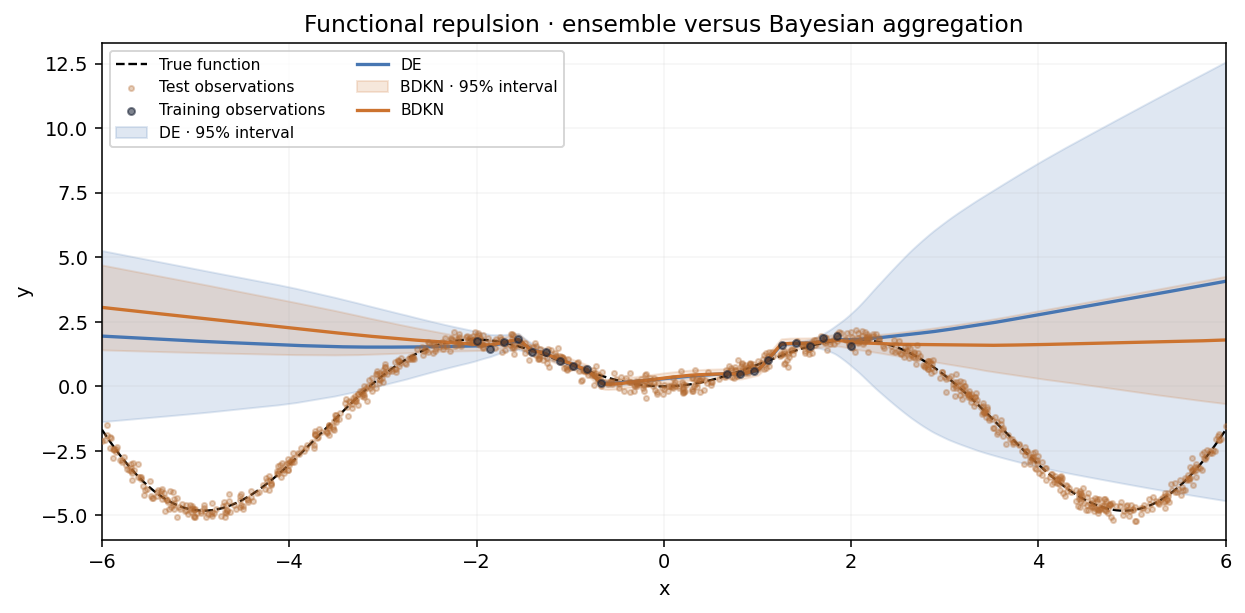 Functional repulsion · ensemble versus Bayesian aggregation
True function
Test observations
Training observations
DE · 95% interval
DE
BDKN · 95% interval
BDKN
12.5
10.0
7.5
5.0
2.5
0.0
−2.5
−5.0
y
−6
−4
−2
0
2
4
6
x